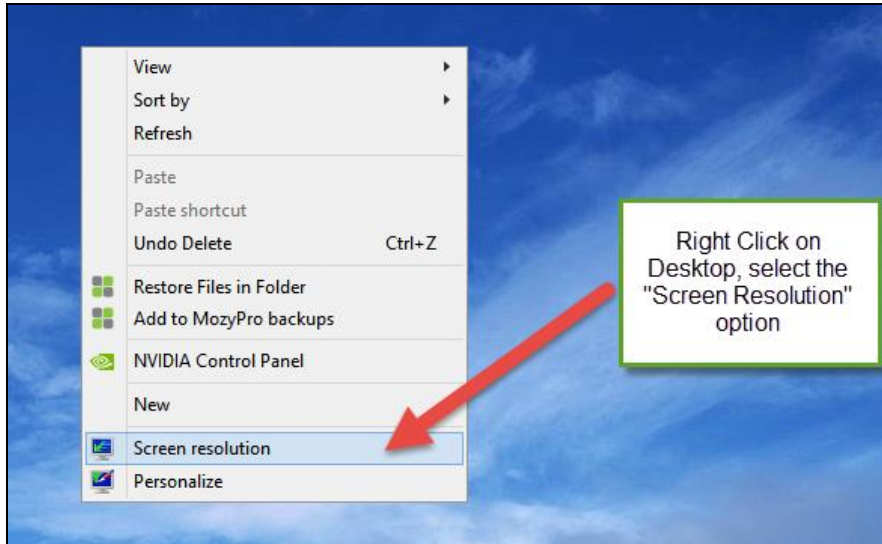 View
Sort by
Refresh
Paste
Paste shortcut
Undo Delete Ctrl+Z
Restore Files in Folder
Add to MozyPro backups
NVIDIA Control Panel
New
Screen resolution
Personalize
Right Click on
Desktop, select the
"Screen Resolution"
option